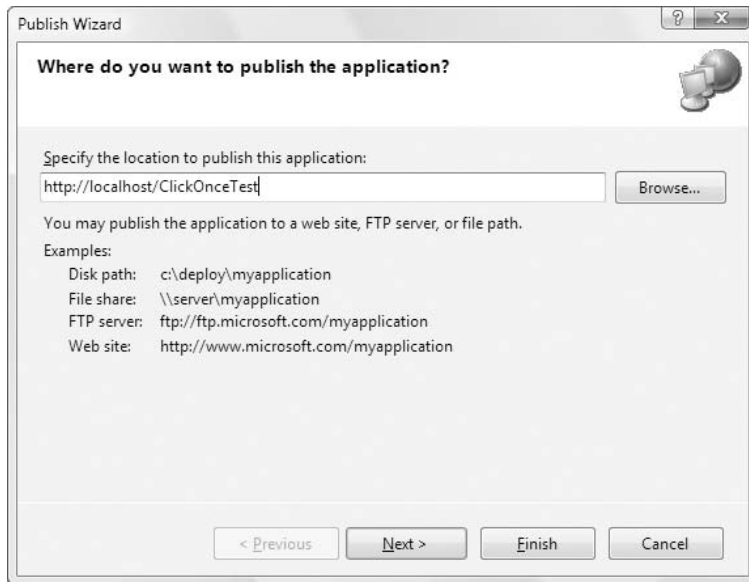 Publish Wizard
Where do you want to publish the application?
Specify the location to publish this application:
http://localhost/ClickOnceTest
Browse...
You may publish the application to a web site, FTP server, or file path.
Examples:
Disk path: c:\deploy\myapplication
File share: \\server\myapplication
FTP server: ftp://ftp.microsoft.com/myapplication
Web site: http://www.microsoft.com/myapplication
< Previous Next > Finish Cancel